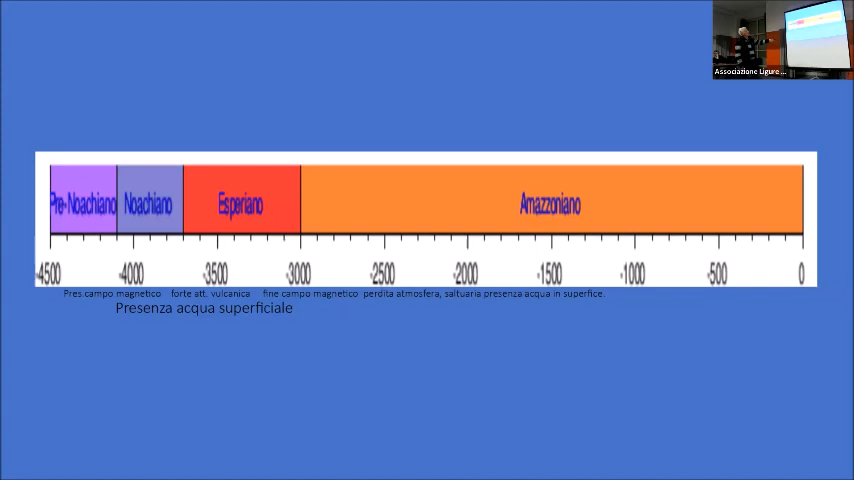 Associazione Ligure ...
Pre-Noachiano Noachiano Esperiano Amazzoniano
-4500 -4000 -3500 -3000 -2500 -2000 -1500 -1000 -500 0
Pres.campo magnetico forte att. vulcanica fine campo magnetico perdita atmosfera, saltuaria presenza acqua in superfice.
Presenza acqua superficiale